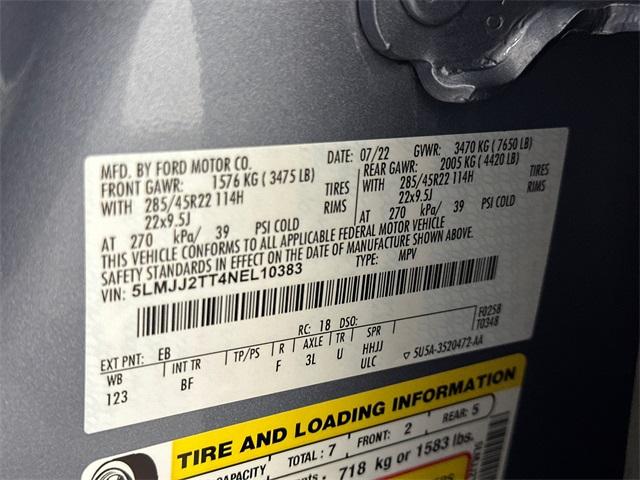 MFD. BY FORD MOTOR CO. DATE: 07/22 GVWR: 3470 KG (7650 LB)
FRONT GAWR: 1576 KG (3475 LB) REAR GAWR: 2005 KG (4420 LB)
WITH 285/45R22 114H TIRES WITH 285/45R22 114H TIRES
22x9.5J RIMS 22x9.5J RIMS
AT 270 kPa/ 39 PSI COLD AT 270 kPa/ 39 PSI COLD
THIS VEHICLE CONFORMS TO ALL APPLICABLE FEDERAL MOTOR VEHICLE
SAFETY STANDARDS IN EFFECT ON THE DATE OF MANUFACTURE SHOWN ABOVE.
VIN: 5LMJJ2TT4NEL10383 TYPE: MPV
F0258
T0348
EXT PNT: EB RC: 18 DSO:
WB INT TR TP/PS R AXLE TR SPR
123 BF F 3L U HHJJ
ULC ▽ 5U5A-3520472-AA
TIRE AND LOADING INFORMATION
CAPACITY TOTAL: 7 FRONT: 2 REAR: 5
718 kg or 1583 lbs.